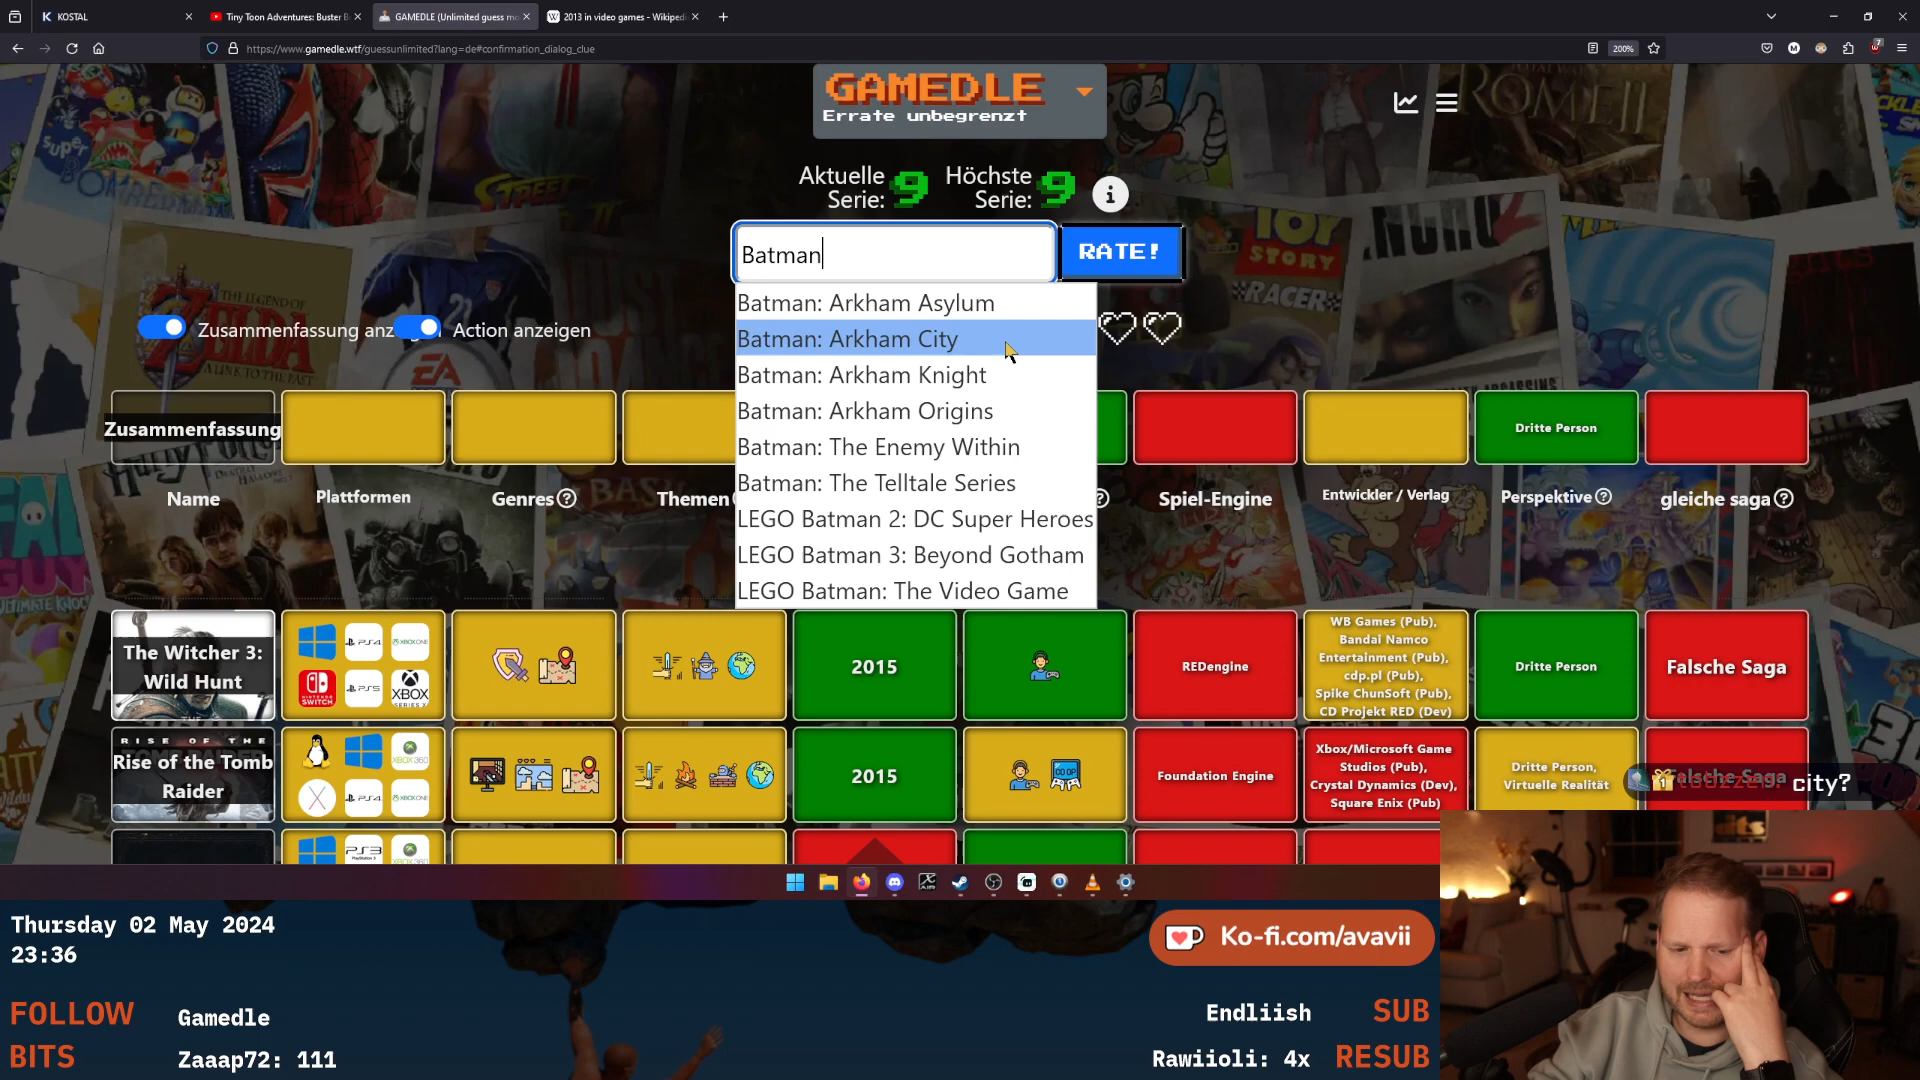 KOSTAL
Tiny Toon Adventures: Buster B
GAMEDLE (Unlimited guess mo
2013 in video games - Wikiped
https://www.gamedle.wtf/guessunlimited?lang=de#confirmation_dialog_clue
200%
GAMEDLE
Errate unbegrenzt
Aktuelle Serie: 9
Höchste Serie: 9
Batman
RATE!
Batman: Arkham Asylum
Batman: Arkham City
Batman: Arkham Knight
Batman: Arkham Origins
Batman: The Enemy Within
Batman: The Telltale Series
LEGO Batman 2: DC Super Heroes
LEGO Batman 3: Beyond Gotham
LEGO Batman: The Video Game
Zusammenfassung anz
Action anzeigen
Zusammenfassung
Dritte Person
Name
Plattformen
Genres
Themen
Spiel-Engine
Entwickler / Verlag
Perspektive
gleiche saga
The Witcher 3:
Wild Hunt
2015
REDengine
WB Games (Pub),
Bandai Namco
Entertainment (Pub),
cdp.pl (Pub),
Spike ChunSoft (Pub),
CD Projekt RED (Dev)
Dritte Person
Falsche Saga
RISE OF THE
Rise of the Tomb
Raider
2015
Foundation Engine
Xbox/Microsoft Game
Studios (Pub),
Crystal Dynamics (Dev),
Square Enix (Pub)
Dritte Person,
Virtuelle Realität
city?
Thursday 02 May 2024
23:36
Ko-fi.com/avavii
FOLLOW
Gamedle
Endliish
SUB
BITS
Zaaap72: 111
Rawiioli: 4x
RESUB